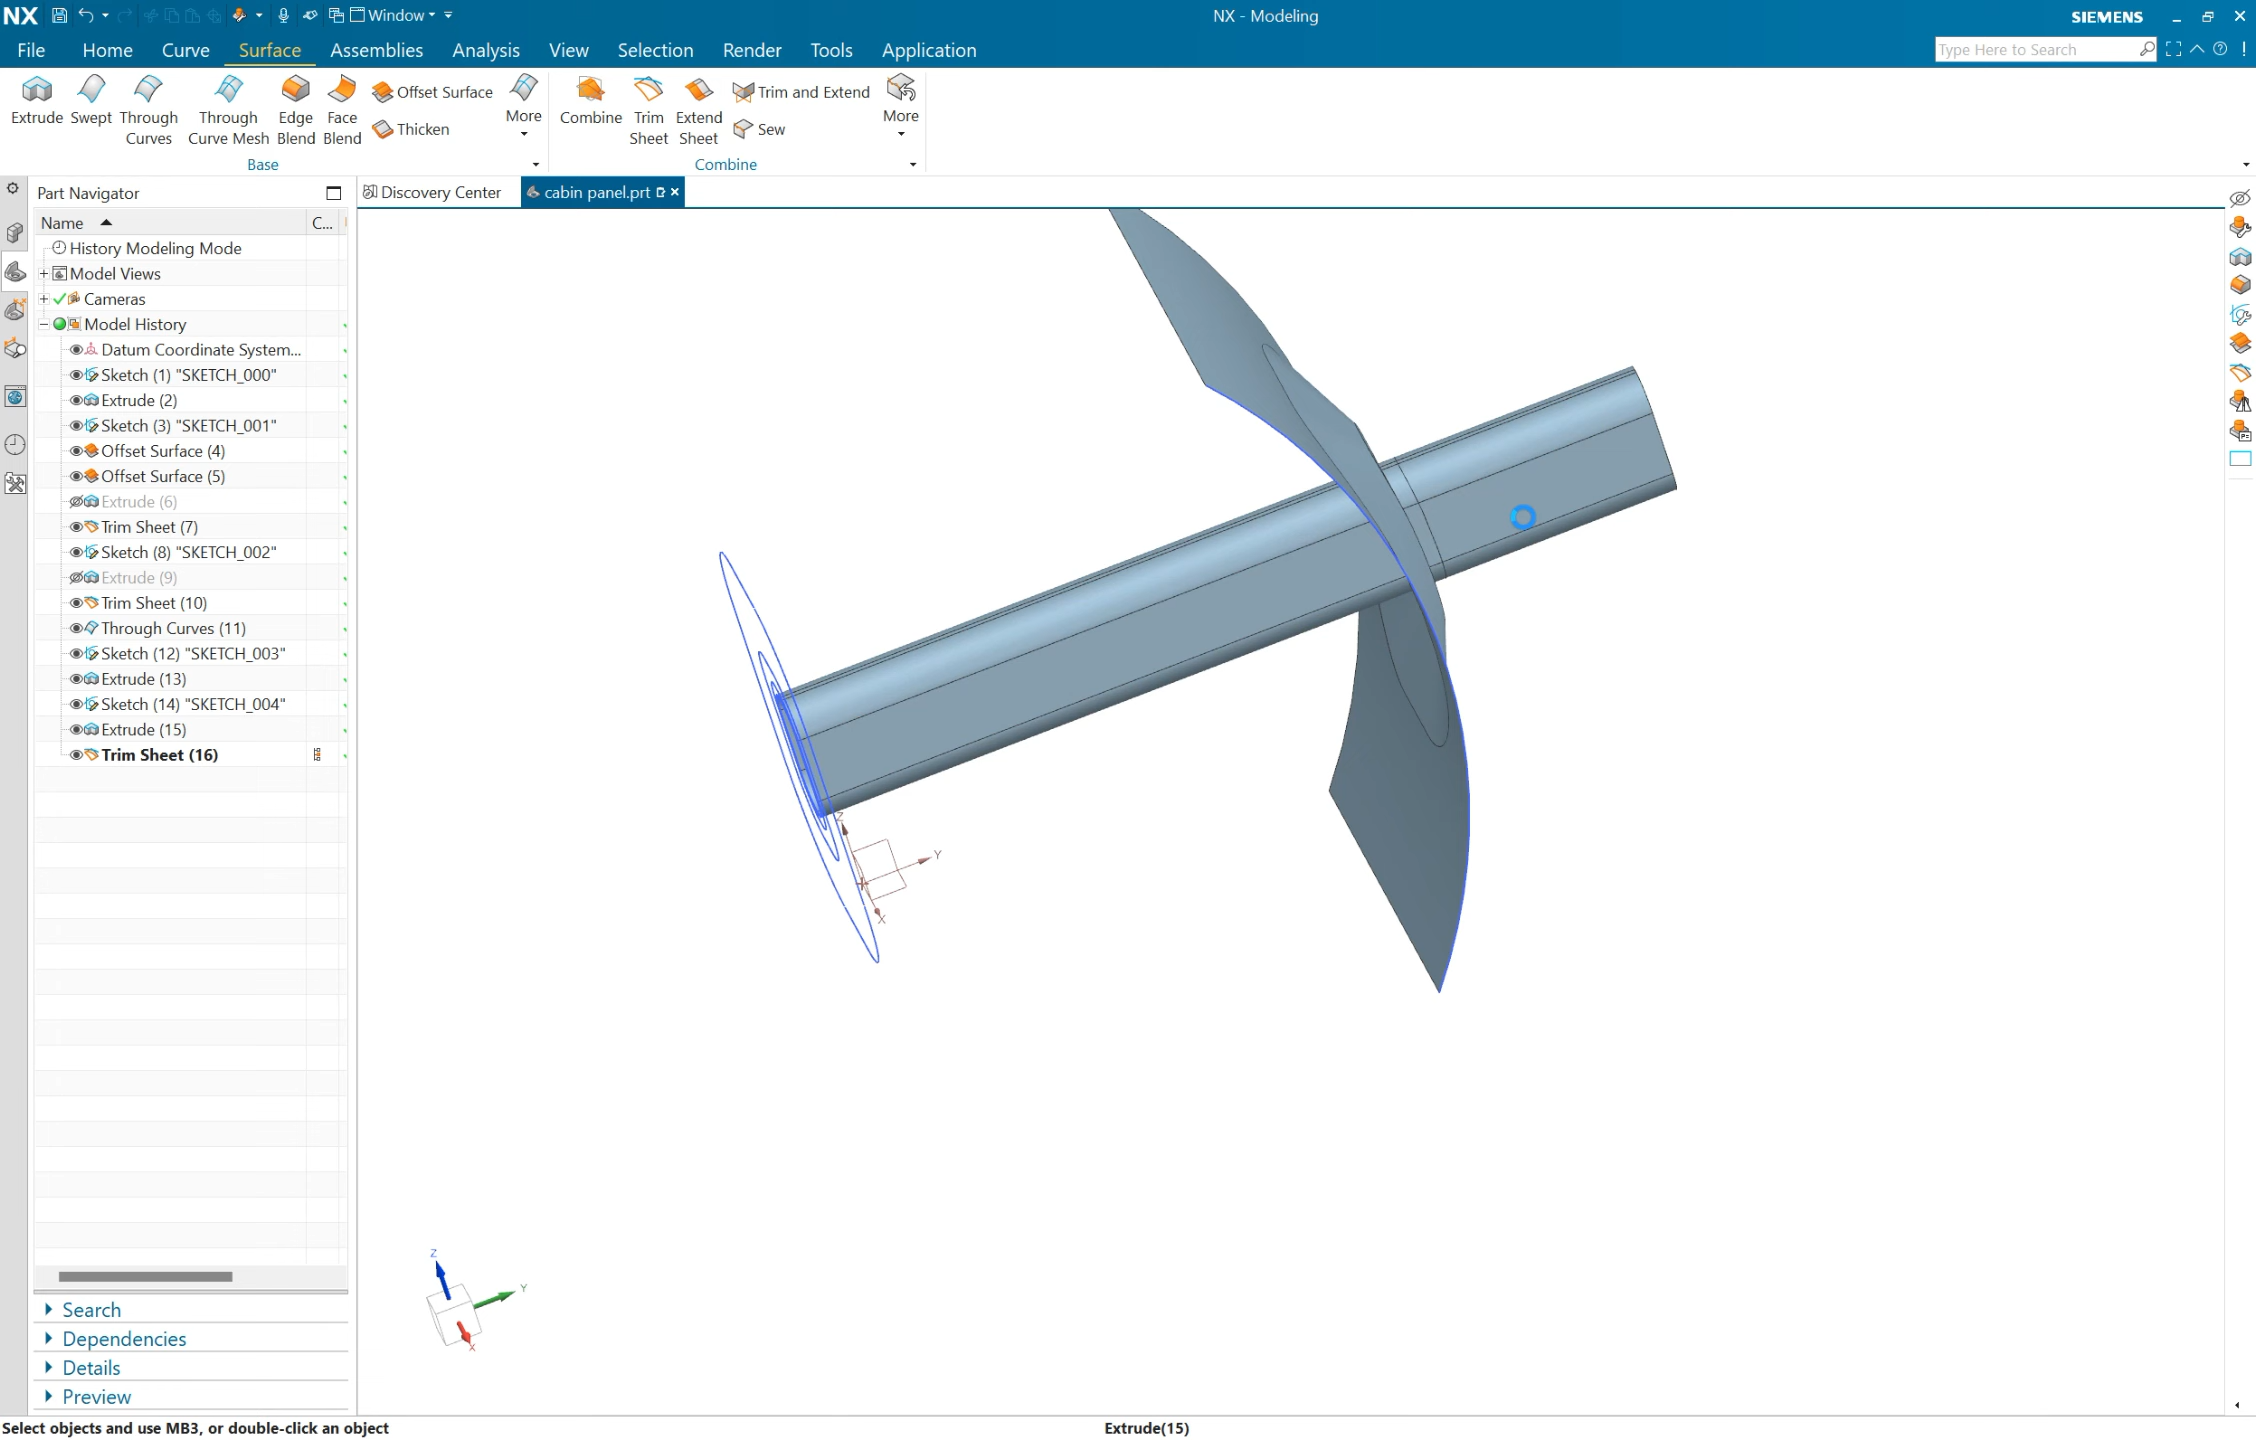 NX
Window
NX - Modeling
SIEMENS
File Home Curve Surface Assemblies Analysis View Selection Render Tools Application
Type Here to Search
Extrude
Swept
Through
Curves
Through
Curve Mesh
Edge
Blend
Face
Blend
Offset Surface
Thicken
More
Base
Combine
Trim
Sheet
Extend
Sheet
Trim and Extend
Sew
More
Combine
Part Navigator
Discovery Center
cabin panel.prt
Name
C...
History Modeling Mode
Model Views
Cameras
Model History
Datum Coordinate System...
Sketch (1) "SKETCH_000"
Extrude (2)
Sketch (3) "SKETCH_001"
Offset Surface (4)
Offset Surface (5)
Extrude (6)
Trim Sheet (7)
Sketch (8) "SKETCH_002"
Extrude (9)
Trim Sheet (10)
Through Curves (11)
Sketch (12) "SKETCH_003"
Extrude (13)
Sketch (14) "SKETCH_004"
Extrude (15)
Trim Sheet (16)
Z
Y
X
Z
Y
X
Search
Dependencies
Details
Preview
Select objects and use MB3, or double-click an object
Extrude(15)